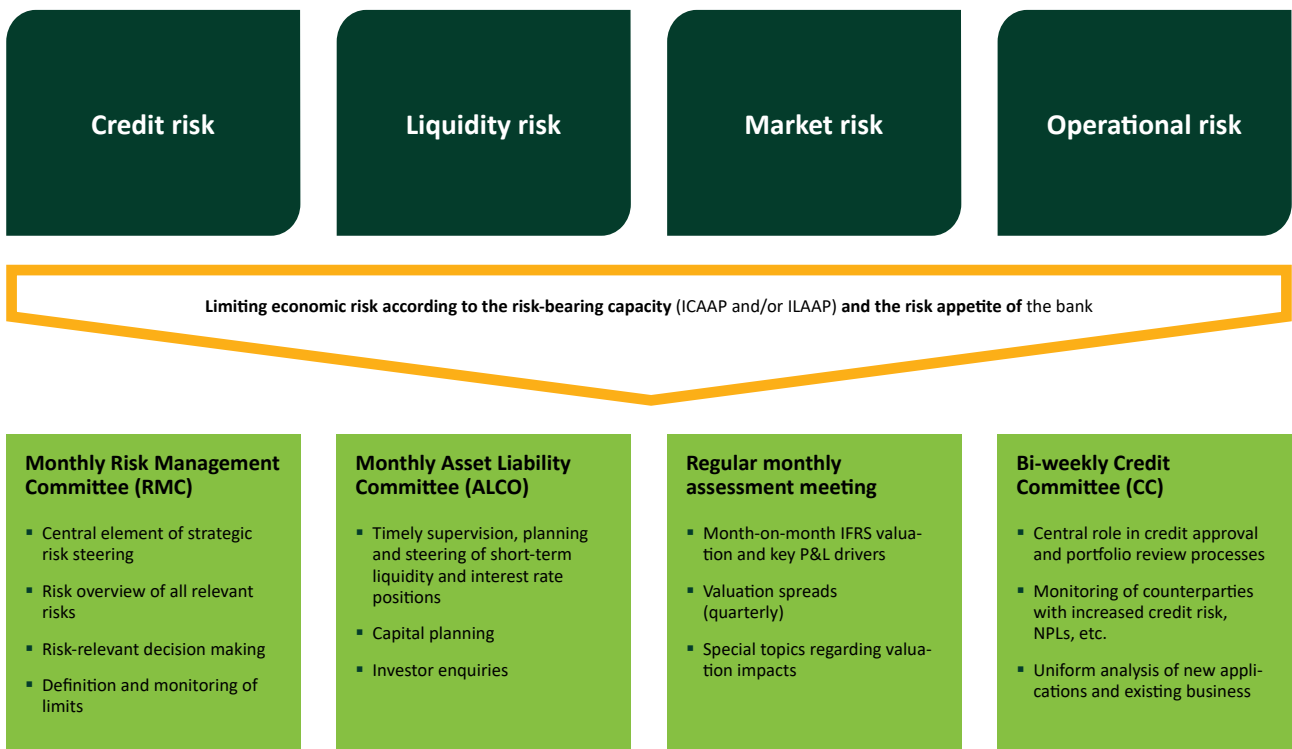 Credit risk
Liquidity risk
Market risk
Operational risk
Limiting economic risk according to the risk-bearing capacity (ICAAP and/or ILAAP) and the risk appetite of the bank
Monthly Risk Management
Committee (RMC)
▪ Central element of strategic
risk steering
▪ Risk overview of all relevant
risks
▪ Risk-relevant decision making
▪ Definition and monitoring of
limits
Monthly Asset Liability
Committee (ALCO)
▪ Timely supervision, planning
and steering of short-term
liquidity and interest rate
positions
▪ Capital planning
▪ Investor enquiries
Regular monthly
assessment meeting
▪ Month-on-month IFRS valua-
tion and key P&L drivers
▪ Valuation spreads
(quarterly)
▪ Special topics regarding valua-
tion impacts
Bi-weekly Credit
Committee (CC)
▪ Central role in credit approval
and portfolio review processes
▪ Monitoring of counterparties
with increased credit risk,
NPLs, etc.
▪ Uniform analysis of new appli-
cations and existing business